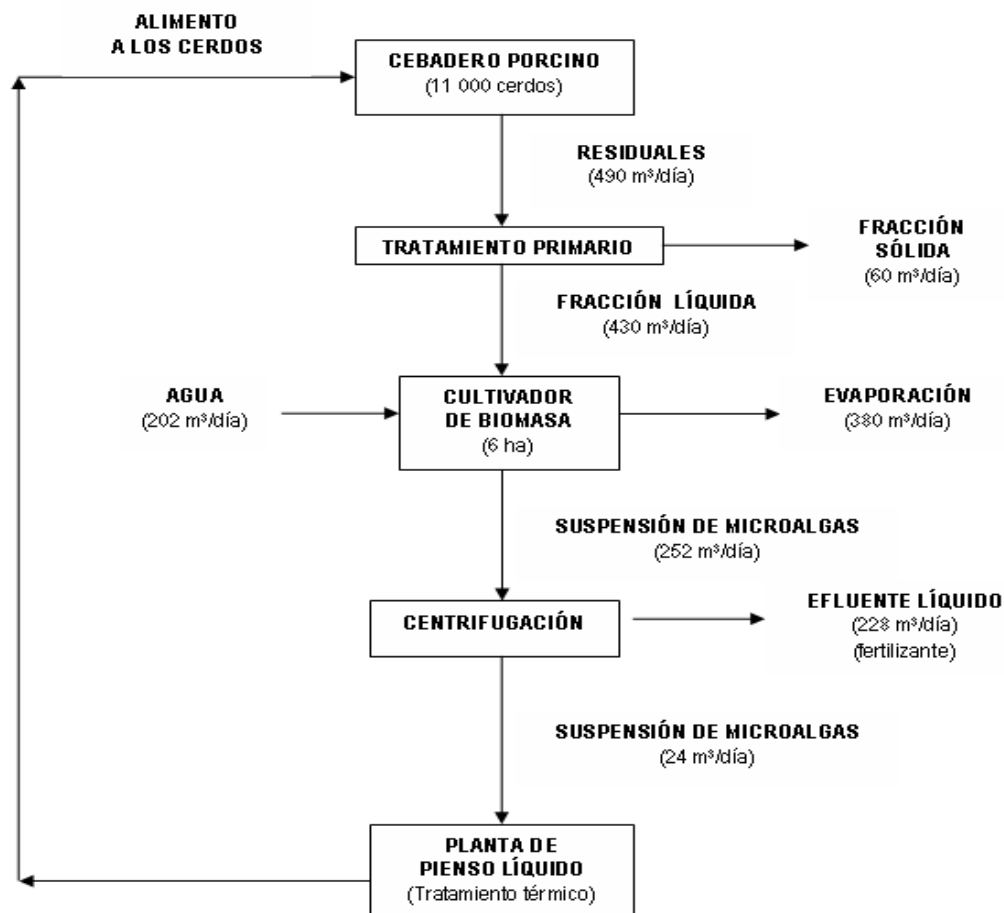 ALIMENTO
A LOS CERDOS
CEBADERO PORCINO
(11 000 cerdos)
RESIDUALES
(490 m³/día)
TRATAMIENTO PRIMARIO
FRACCIÓN
SÓLIDA
(60 m³/día)
FRACCIÓN LÍQUIDA
(430 m³/día)
AGUA
(202 m³/día)
CULTIVADOR
DE BIOMASA
(6 ha)
EVAPORACIÓN
(380 m³/día)
SUSPENSIÓN DE MICROALGAS
(252 m³/día)
CENTRIFUGACIÓN
EFLUENTE LÍQUIDO
(228 m³/día)
(fertilizante)
SUSPENSIÓN DE MICROALGAS
(24 m³/día)
PLANTA DE
PIENSO LÍQUIDO
(Tratamiento térmico)